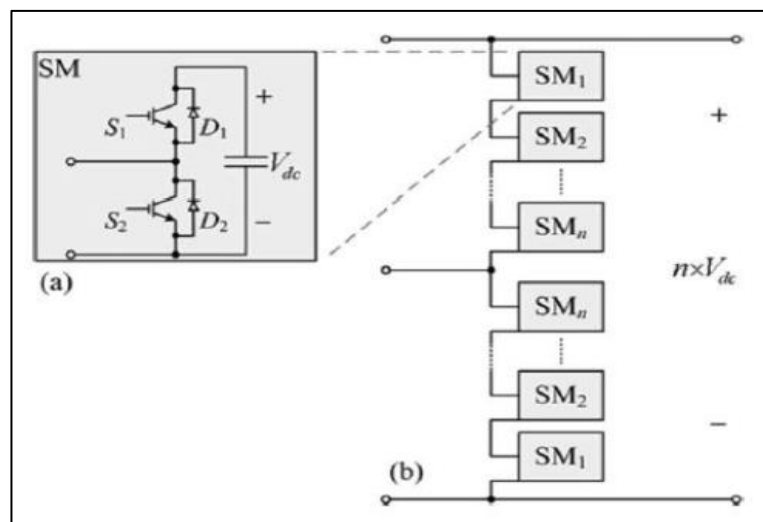 SM
S1
D1
+
Vdc
S2
D2
−
(a)
SM1
SM2
SMn
SMn
SM2
SM1
+
n×Vdc
−
(b)